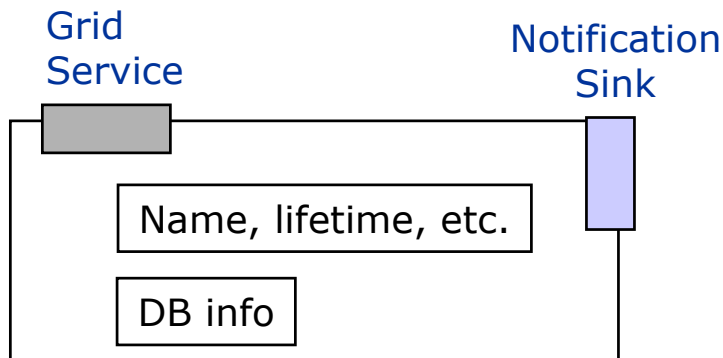 Grid
Service
Notification
Sink
Name, lifetime, etc.
DB info